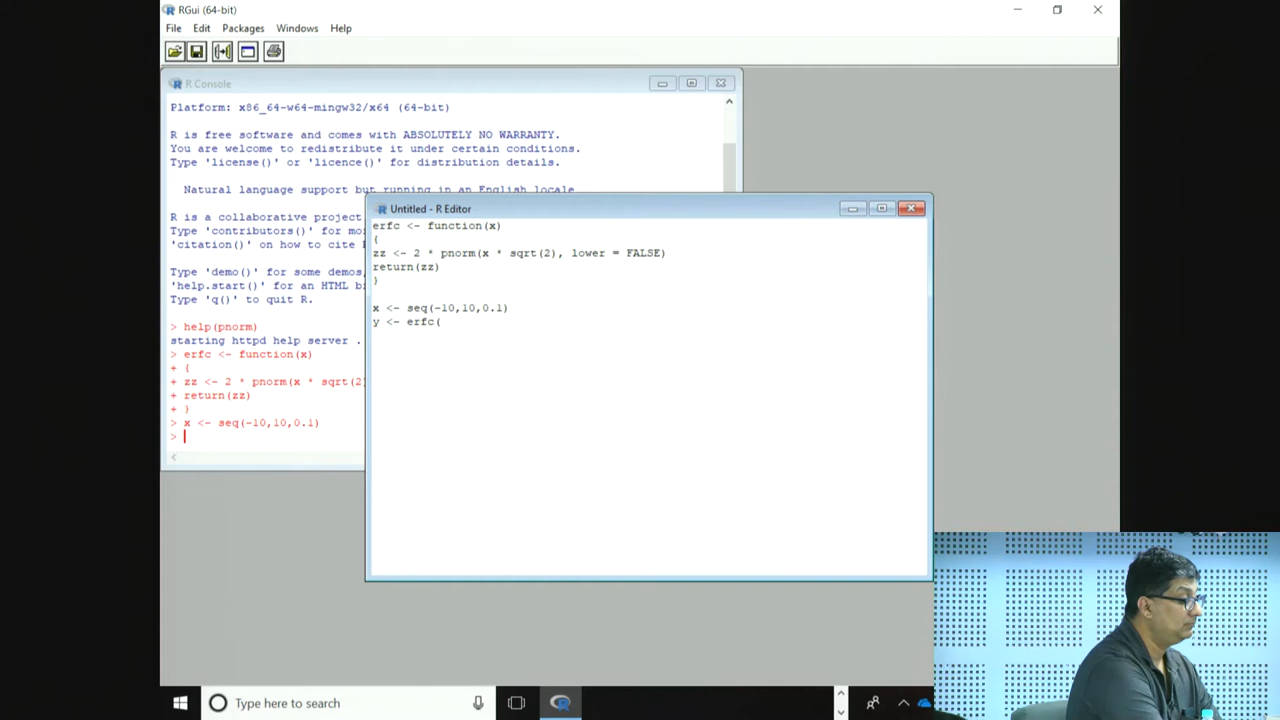 RGui (64-bit)
File Edit Packages Windows Help
R Console
Platform: x86_64-w64-mingw32/x64 (64-bit)
R is free software and comes with ABSOLUTELY NO WARRANTY.
You are welcome to redistribute it under certain conditions.
Type 'license()' or 'licence()' for distribution details.
Natural language support but running in an English locale
R is a collaborative project
Type 'contributors()' for
'citation()' on how to cite
Type 'demo()' for some demos,
'help.start()' for an HTML
Type 'q()' to quit R.
> help(pnorm)
starting httpd help server .
> erfc <- function(x)
+ {
+ zz <- 2 * pnorm(x * sqrt(2)
+ return(zz)
+ }
> x <- seq(-10,10,0.1)
>
Untitled - R Editor
erfc <- function(x)
{
zz <- 2 * pnorm(x * sqrt(2), lower = FALSE)
return(zz)
}
x <- seq(-10,10,0.1)
y <- erfc(
Type here to search